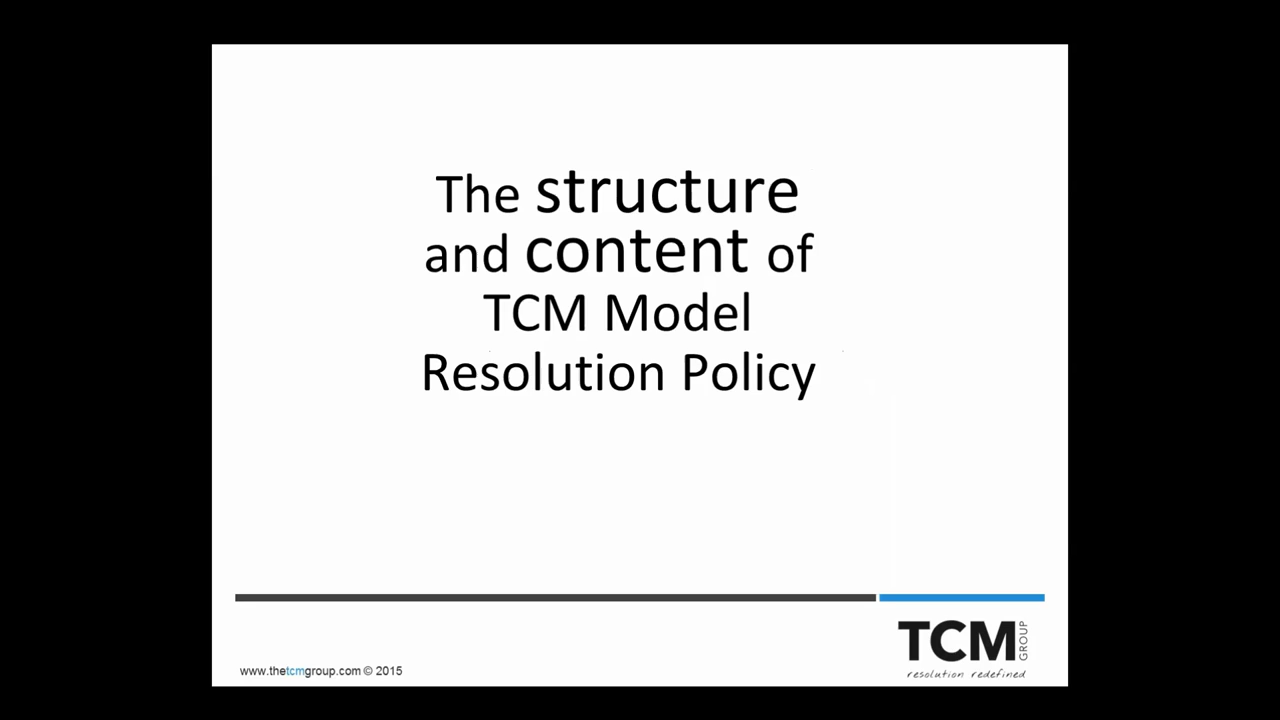 The structure
and content of
TCM Model
Resolution Policy
TCM
GROUP
resolution redefined
www.thetcmgroup.com © 2015